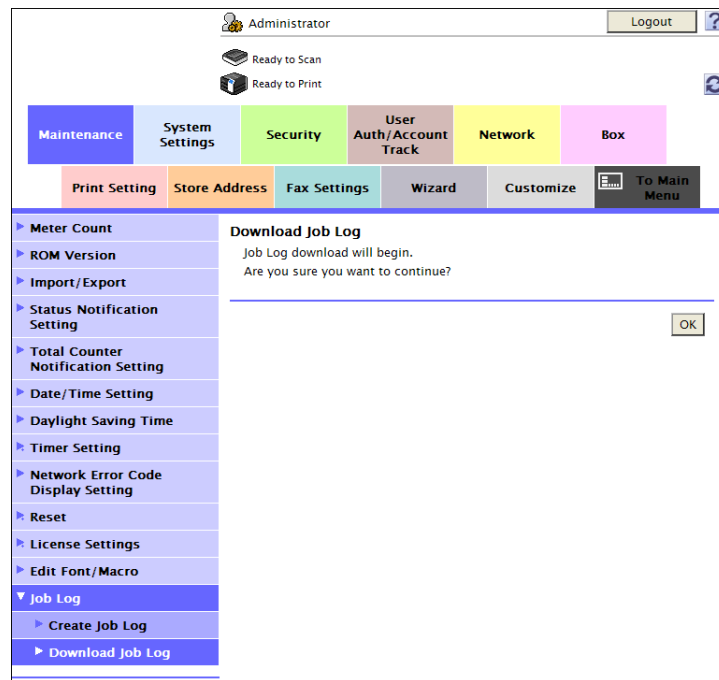 Administrator
Logout
?
Ready to Scan
Ready to Print
Maintenance
System
Settings
Security
User
Auth/Account
Track
Network
Box
Print Setting
Store Address
Fax Settings
Wizard
Customize
To Main
Menu
Meter Count
ROM Version
Import/Export
Status Notification
Setting
Total Counter
Notification Setting
Date/Time Setting
Daylight Saving Time
Timer Setting
Network Error Code
Display Setting
Reset
License Settings
Edit Font/Macro
Job Log
Create Job Log
Download Job Log
Download Job Log
Job Log download will begin.
Are you sure you want to continue?
OK